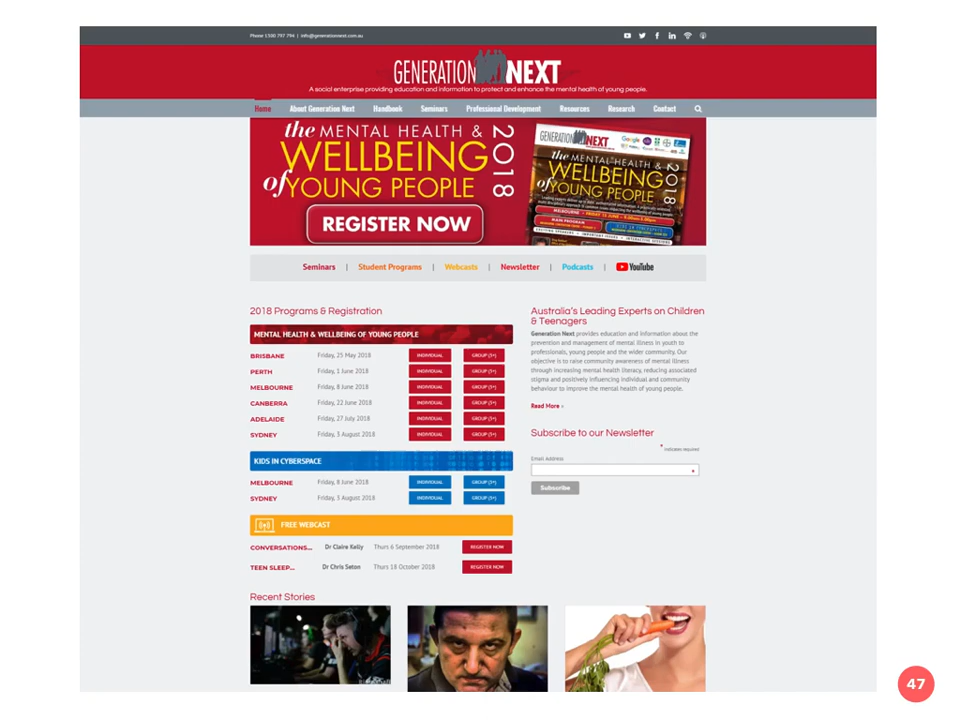 Phone 1300 797 794 | info@generationnext.com.au
GENERATION NEXT
A social enterprise providing education and information to protect and enhance the mental health of young people.
Home About Generation Next Handbook Seminars Professional Development Resources Research Contact
the MENTAL HEALTH &
WELLBEING
of YOUNG PEOPLE
2018
REGISTER NOW
GENERATION NEXT
Google
the MENTAL HEALTH &
WELLBEING
of YOUNG PEOPLE
2018
Seminars | Student Programs | Webcasts | Newsletter | Podcasts | YouTube
2018 Programs & Registration
MENTAL HEALTH & WELLBEING OF YOUNG PEOPLE
BRISBANE Friday, 25 May 2018 INDIVIDUAL GROUP (3+)
PERTH Friday, 1 June 2018 INDIVIDUAL GROUP (3+)
MELBOURNE Friday, 8 June 2018 INDIVIDUAL GROUP (3+)
CANBERRA Friday, 22 June 2018 INDIVIDUAL GROUP (3+)
ADELAIDE Friday, 27 July 2018 INDIVIDUAL GROUP (3+)
SYDNEY Friday, 3 August 2018 INDIVIDUAL GROUP (3+)
KIDS IN CYBERSPACE
MELBOURNE Friday, 8 June 2018 INDIVIDUAL GROUP (3+)
SYDNEY Friday, 3 August 2018 INDIVIDUAL GROUP (3+)
FREE WEBCAST
CONVERSATIONS... Dr Claire Kelly Thurs 6 September 2018 REGISTER NOW
TEEN SLEEP... Dr Chris Seton Thurs 18 October 2018 REGISTER NOW
Australia's Leading Experts on Children
& Teenagers
Generation Next provides education and information about the
prevention and management of mental illness in youth to
professionals, young people and the wider community. Our
objective is to raise community awareness of mental illness
through increasing mental health literacy, reducing associated
stigma and positively influencing individual and community
behaviour to improve the mental health of young people.
Read More »
Subscribe to our Newsletter
* indicates required
Email Address
*
Subscribe
Recent Stories
47